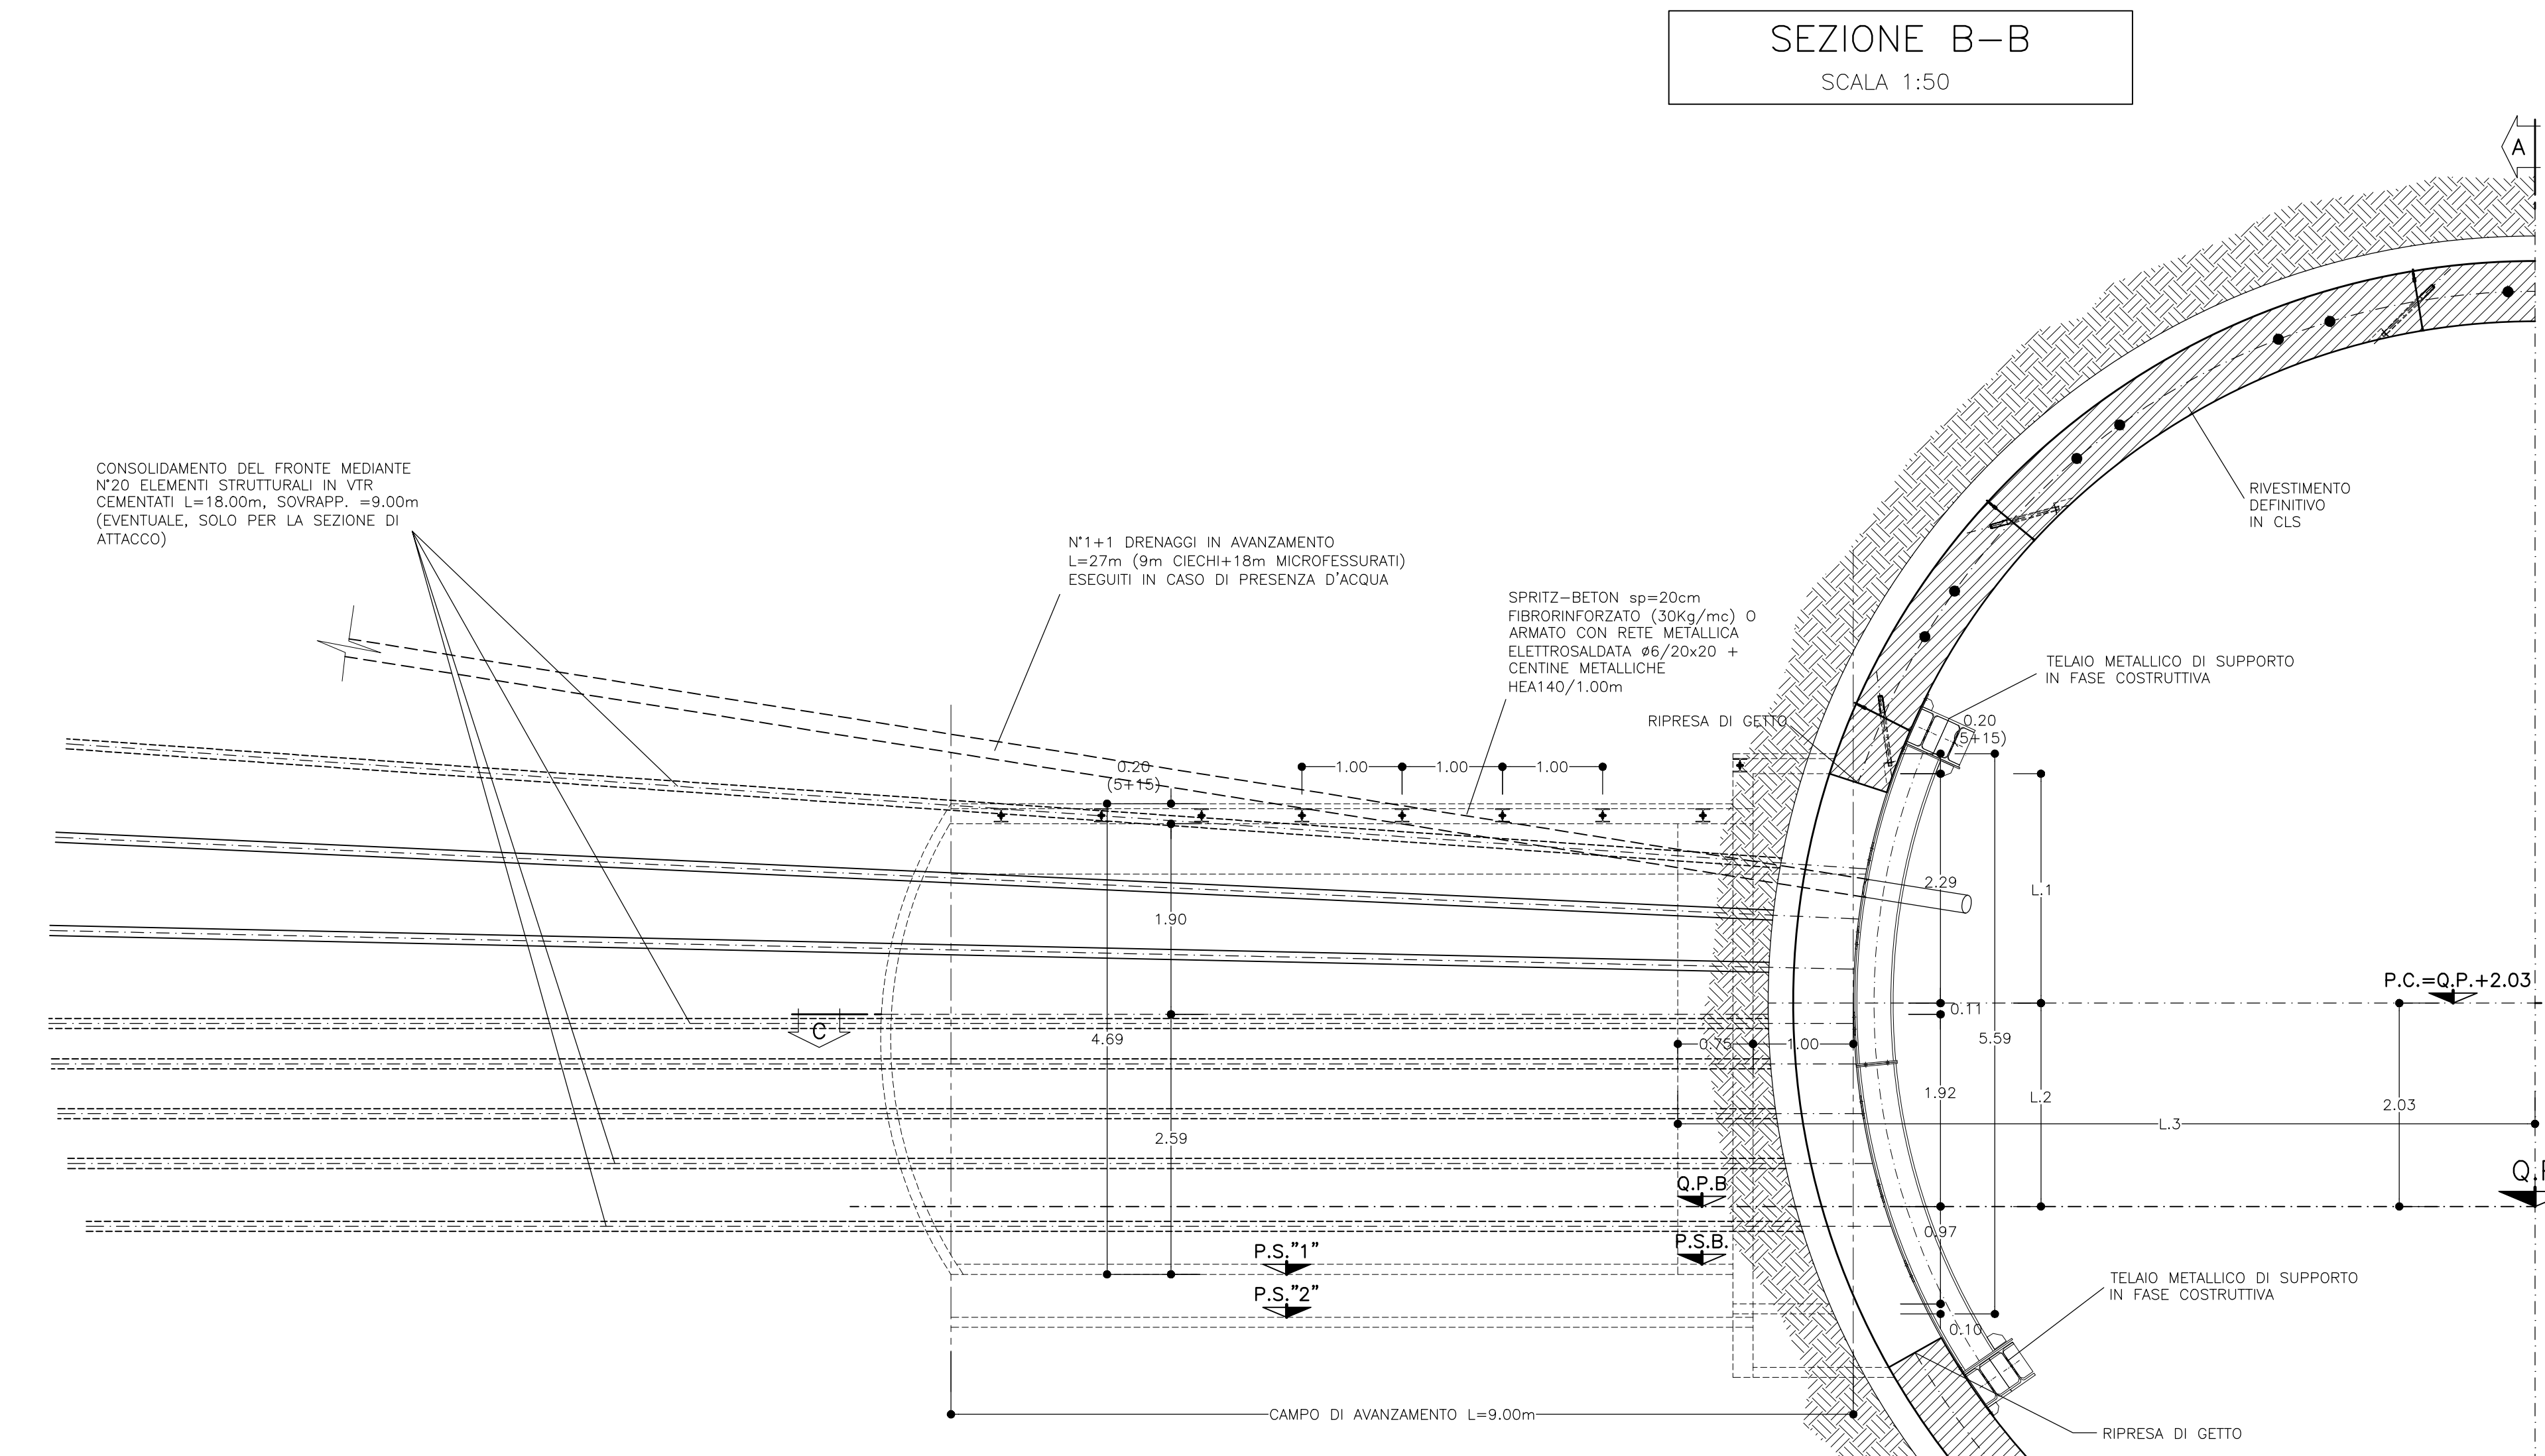 SEZIONE B-B
SCALA 1:50
A
CONSOLIDAMENTO DEL FRONTE MEDIANTE
N°20 ELEMENTI STRUTTURALI IN VTR
CEMENTATI L=18.00m, SOVRAPP. =9.00m
(EVENTUALE, SOLO PER LA SEZIONE DI
ATTACCO)
N°1+1 DRENAGGI IN AVANZAMENTO
L=27m (9m CIECHI+18m MICROFESSURATI)
ESEGUITI IN CASO DI PRESENZA D'ACQUA
SPRITZ-BETON sp=20cm
FIBRORINFORZATO (30Kg/mc) O
ARMATO CON RETE METALLICA
ELETTROSALDATA ø6/20x20 +
CENTINE METALLICHE
HEA140/1.00m
RIVESTIMENTO
DEFINITIVO
IN CLS
TELAIO METALLICO DI SUPPORTO
IN FASE COSTRUTTIVA
RIPRESA DI GETTO
0.20
(5+15)
0.20
(5+15)
1.00
1.00
1.00
2.29
L.1
1.90
P.C.=Q.P.+2.03
0.11
C
4.69
0.75
1.00
5.59
1.92
L.2
2.03
2.59
L.3
Q.P.B
Q.P
0.97
P.S."1"
P.S.B.
P.S."2"
TELAIO METALLICO DI SUPPORTO
IN FASE COSTRUTTIVA
0.10
CAMPO DI AVANZAMENTO L=9.00m
RIPRESA DI GETTO